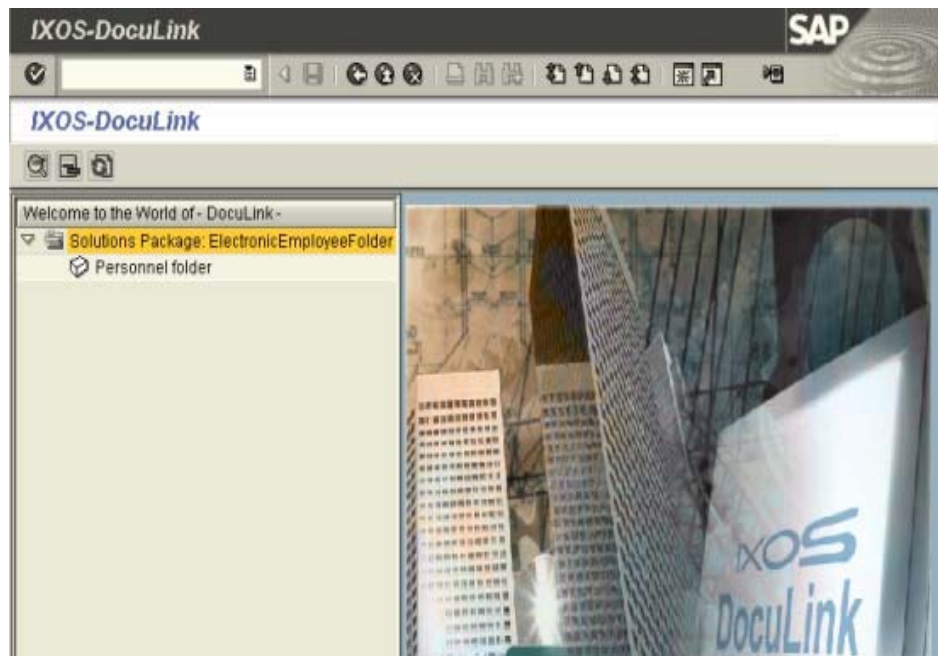 IXOS-DocuLink
SAP
IXOS-DocuLink
Welcome to the World of - DocuLink -
Solutions Package: ElectronicEmployeeFolder
Personnel folder
IXOS
DocuLink